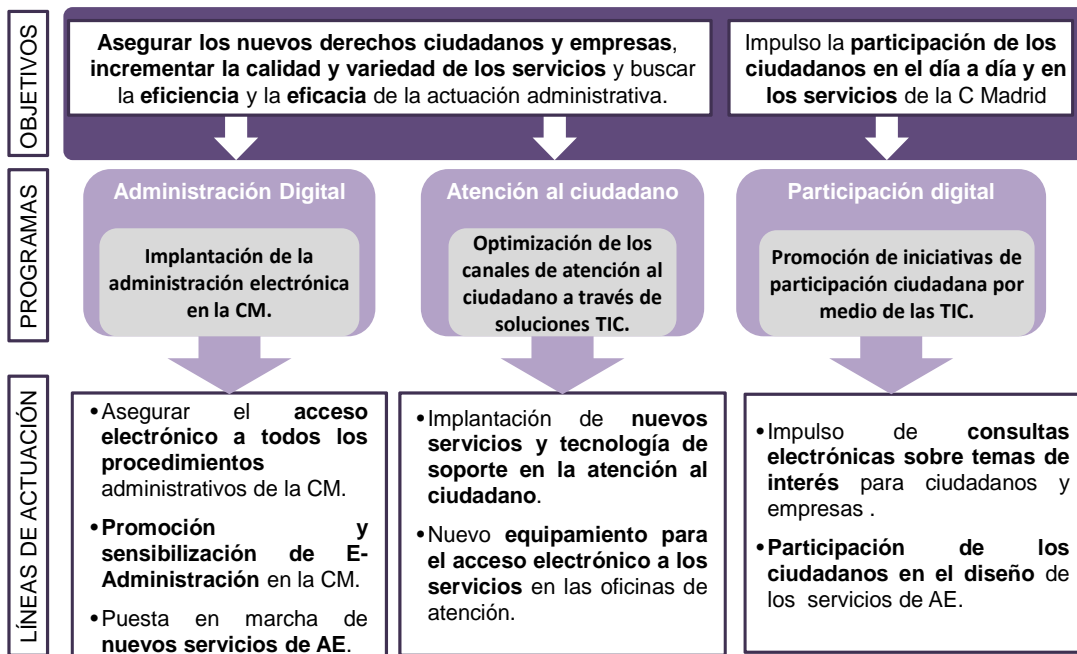 OBJETIVOS
Asegurar los nuevos derechos ciudadanos y empresas,
incrementar la calidad y variedad de los servicios y buscar
la eficiencia y la eficacia de la actuación administrativa.
Impulso la participación de los
ciudadanos en el día a día y en
los servicios de la C Madrid
PROGRAMAS
Administración Digital
Implantación de la
administración electrónica
en la CM.
Atención al ciudadano
Optimización de los
canales de atención al
ciudadano a través de
soluciones TIC.
Participación digital
Promoción de iniciativas de
participación ciudadana por
medio de las TIC.
LÍNEAS DE ACTUACIÓN
•Asegurar el acceso
electrónico a todos los
procedimientos
administrativos de la CM.
•Promoción y
sensibilización de E-
Administración en la CM.
•Puesta en marcha de
nuevos servicios de AE.
•Implantación de nuevos
servicios y tecnología de
soporte en la atención al
ciudadano.
•Nuevo equipamiento para
el acceso electrónico a los
servicios en las oficinas de
atención.
•Impulso de consultas
electrónicas sobre temas de
interés para ciudadanos y
empresas .
•Participación de los
ciudadanos en el diseño de
los servicios de AE.